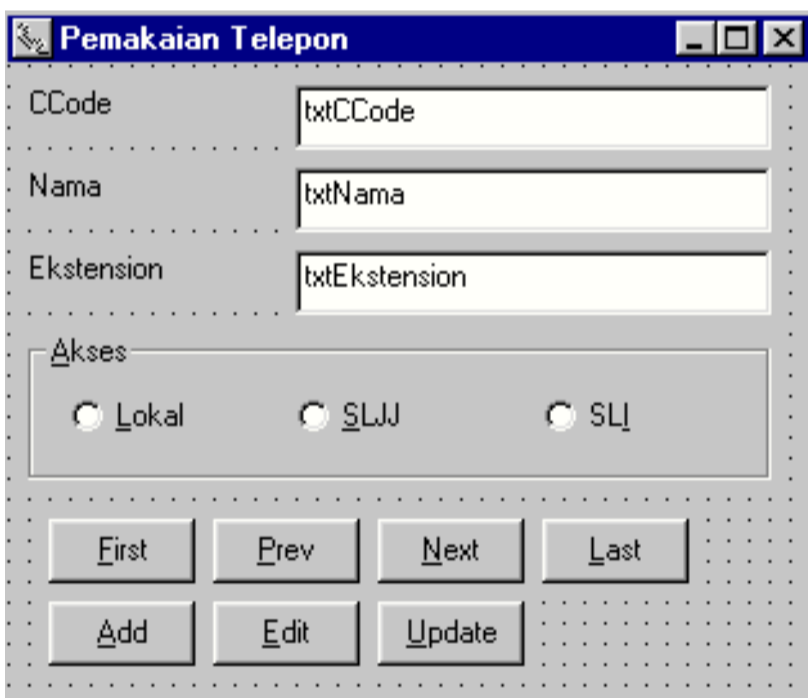 Pemakaian Telepon
CCode txtCCode
Nama txtNama
Ekstension txtEkstension
Akses
Lokal SLJJ SLI
First Prev Next Last
Add Edit Update